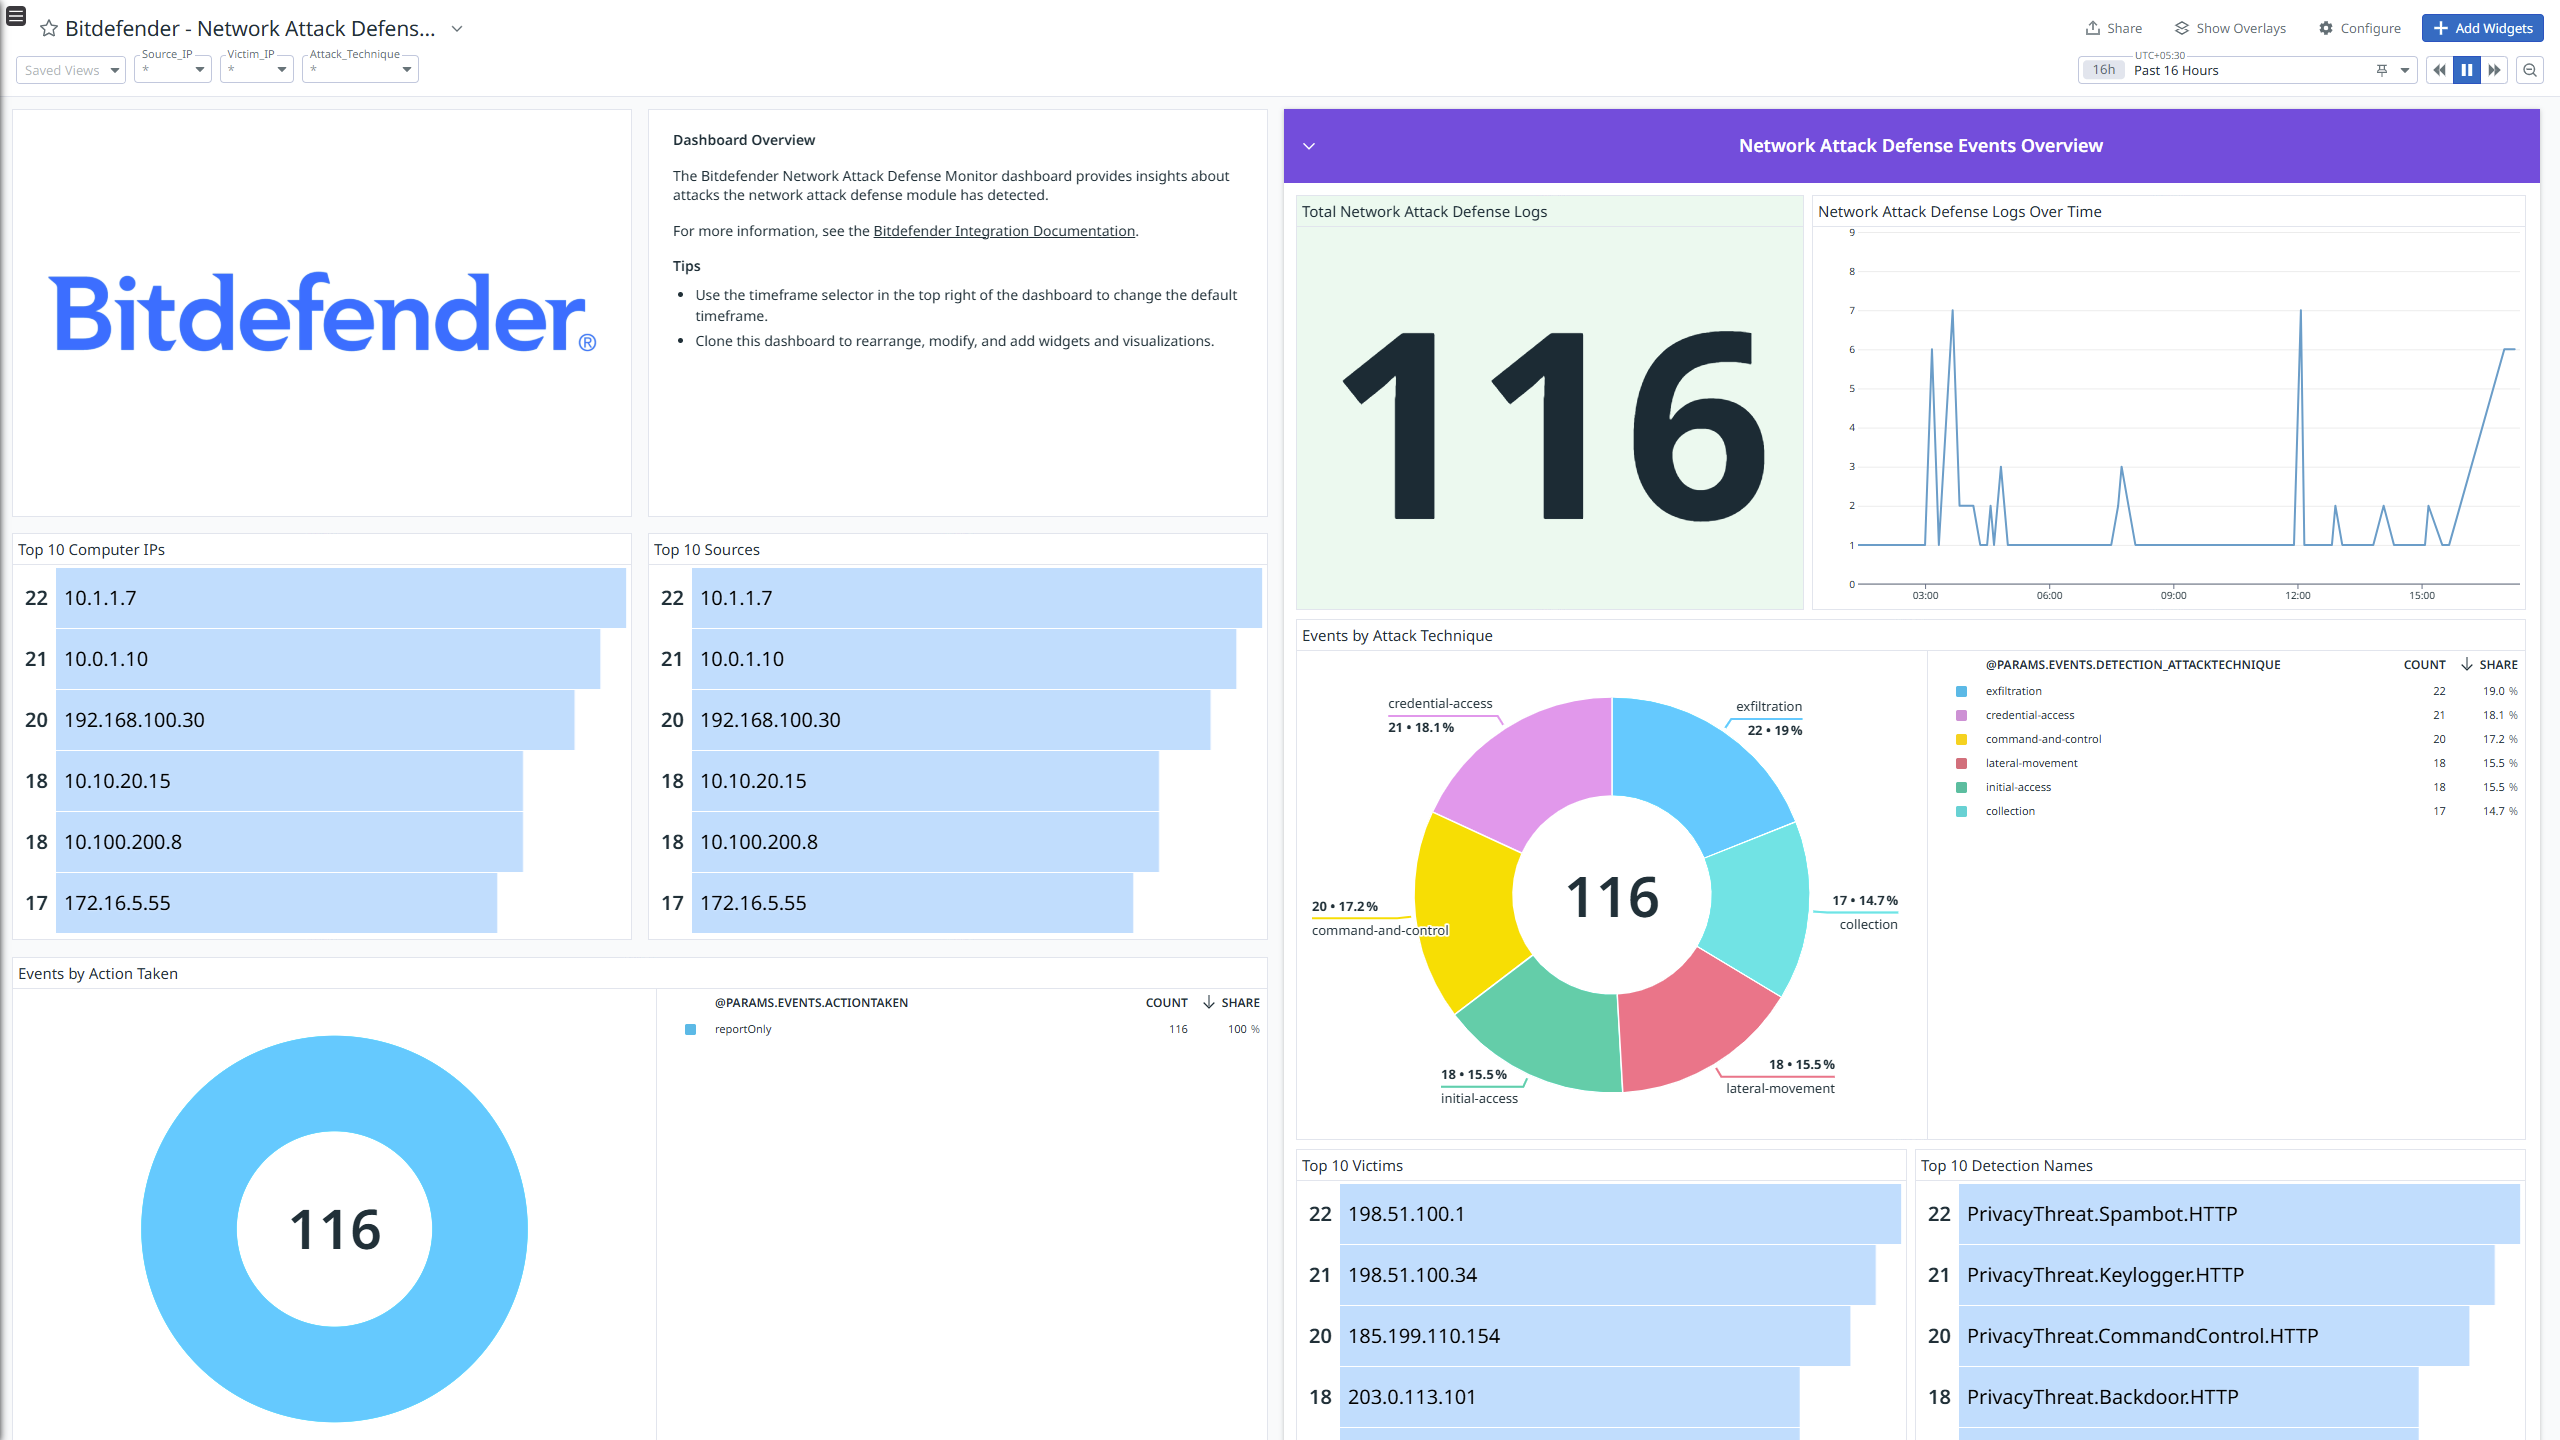 Bitdefender - Network Attack Defens...
Share
Show Overlays
Configure
Add Widgets
Saved Views
Source_IP
*
Victim_IP
*
Attack_Technique
*
UTC+05:30
16h
Past 16 Hours
Bitdefender®
Dashboard Overview
The Bitdefender Network Attack Defense Monitor dashboard provides insights about
attacks the network attack defense module has detected.
For more information, see the Bitdefender Integration Documentation.
Tips
• Use the timeframe selector in the top right of the dashboard to change the default
timeframe.
• Clone this dashboard to rearrange, modify, and add widgets and visualizations.
Top 10 Computer IPs
22 10.1.1.7
21 10.0.1.10
20 192.168.100.30
18 10.10.20.15
18 10.100.200.8
17 172.16.5.55
Top 10 Sources
22 10.1.1.7
21 10.0.1.10
20 192.168.100.30
18 10.10.20.15
18 10.100.200.8
17 172.16.5.55
Events by Action Taken
116
@PARAMS.EVENTS.ACTIONTAKEN COUNT SHARE
reportOnly 116 100 %
Network Attack Defense Events Overview
Total Network Attack Defense Logs
116
Network Attack Defense Logs Over Time
9
8
7
6
5
4
3
2
1
0
03:00 06:00 09:00 12:00 15:00
Events by Attack Technique
credential-access
21 • 18.1%
exfiltration
22 • 19%
20 • 17.2%
command-and-control
116
17 • 14.7%
collection
18 • 15.5%
initial-access
18 • 15.5%
lateral-movement
@PARAMS.EVENTS.DETECTION_ATTACKTECHNIQUE COUNT SHARE
exfiltration 22 19.0 %
credential-access 21 18.1 %
command-and-control 20 17.2 %
lateral-movement 18 15.5 %
initial-access 18 15.5 %
collection 17 14.7 %
Top 10 Victims
22 198.51.100.1
21 198.51.100.34
20 185.199.110.154
18 203.0.113.101
Top 10 Detection Names
22 PrivacyThreat.Spambot.HTTP
21 PrivacyThreat.Keylogger.HTTP
20 PrivacyThreat.CommandControl.HTTP
18 PrivacyThreat.Backdoor.HTTP